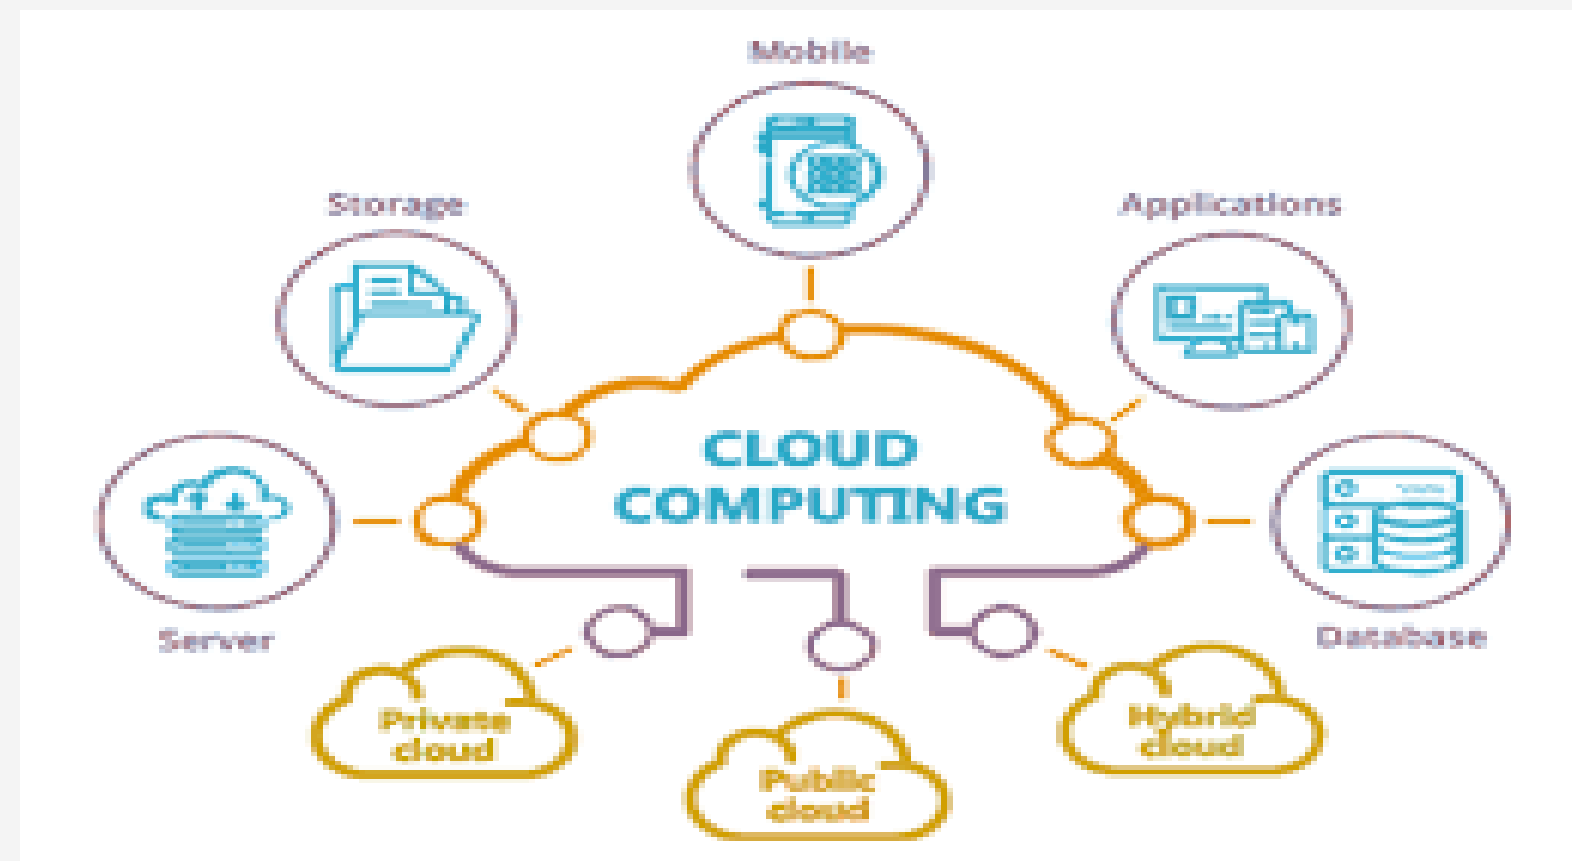 Mobile
Storage
Applications
CLOUD
COMPUTING
Server
Database
Private
cloud
Hybrid
cloud
Public
cloud